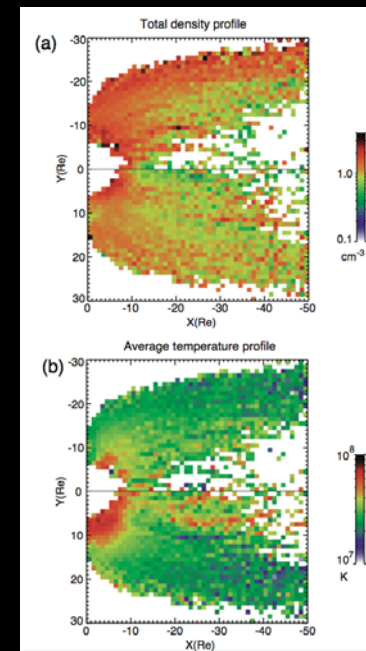 Total density profile
(a)
-30
-20
-10
0
10
20
30
Y(Re)
0 -10 -20 -30 -40 -50
X(Re)
1.0
0.1
cm⁻³
Average temperature profile
(b)
-30
-20
-10
0
10
20
30
Y(Re)
0 -10 -20 -30 -40 -50
X(Re)
10⁸
10⁷
K